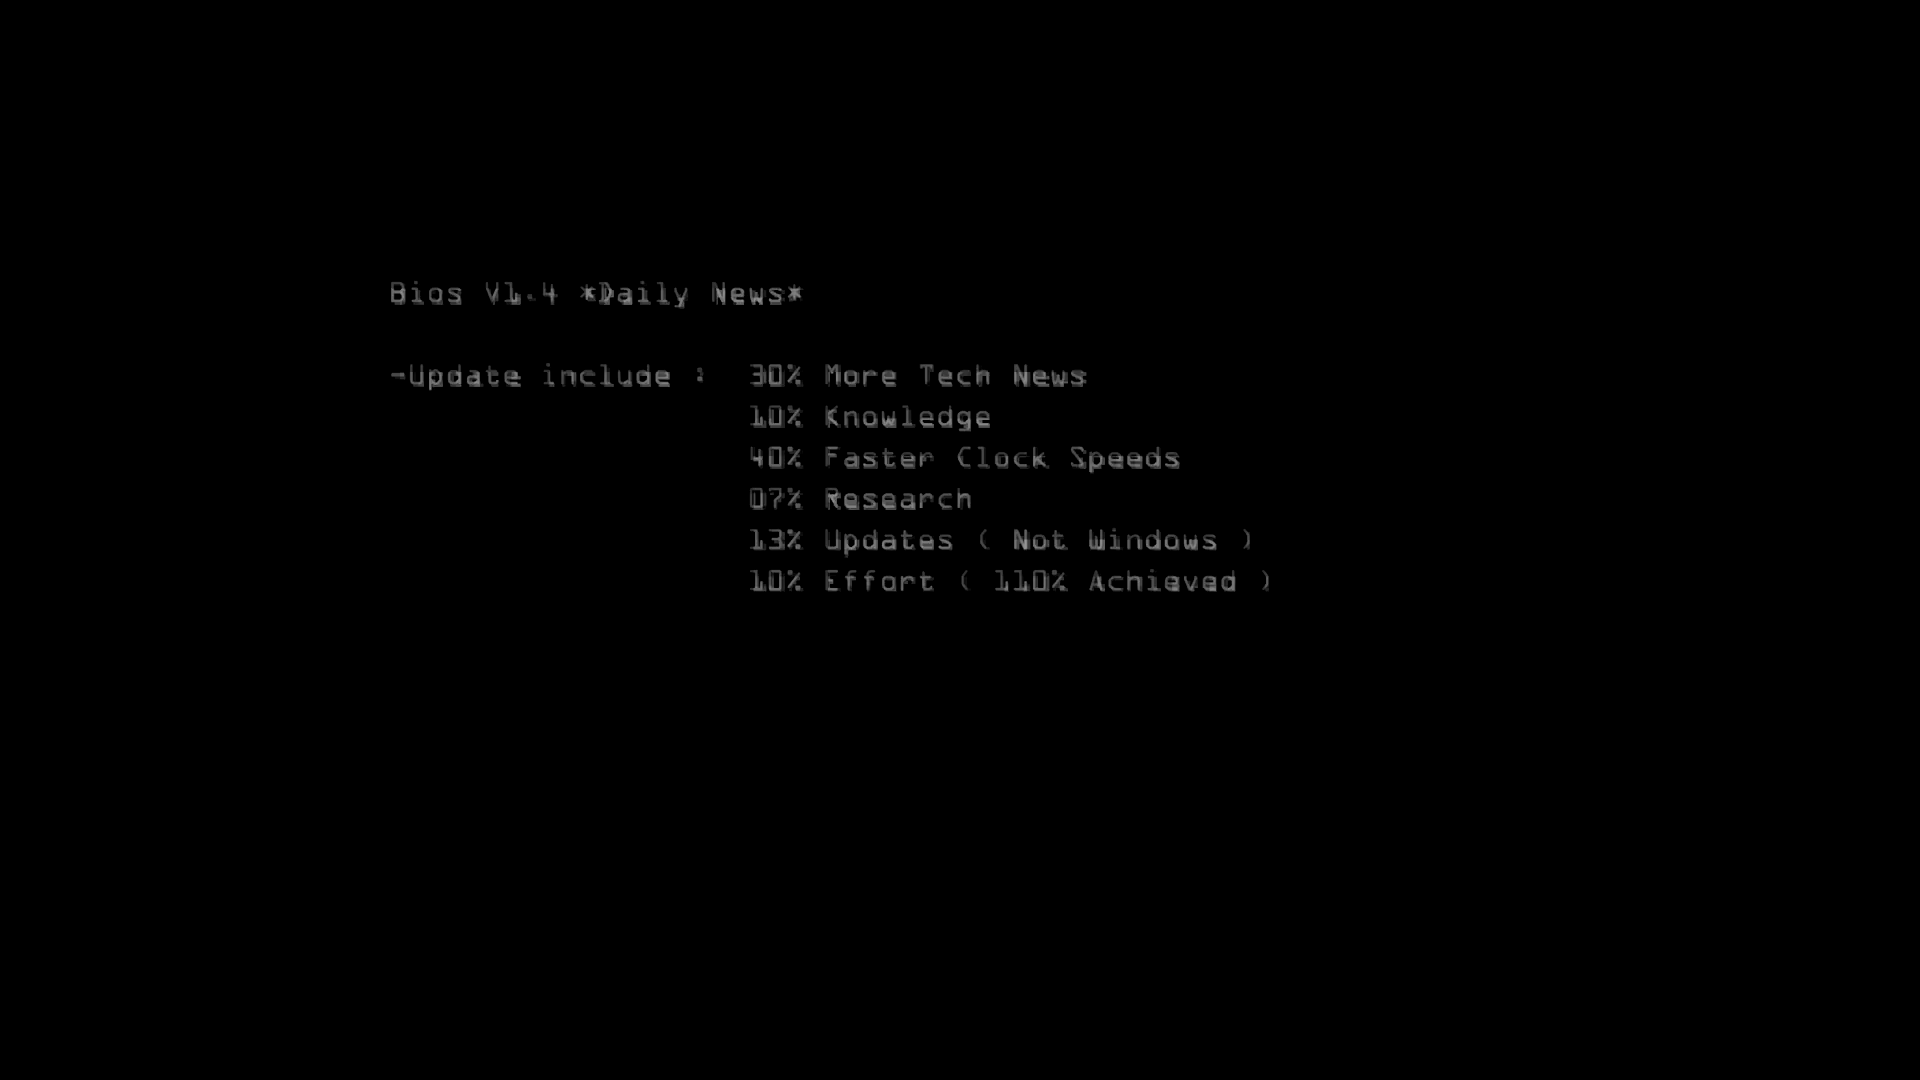 Bios V1.4 *Daily News*
-Update include : 30% More Tech News
10% Knowledge
40% Faster Clock Speeds
07% Research
13% Updates ( Not Windows )
10% Effort ( 110% Achieved )